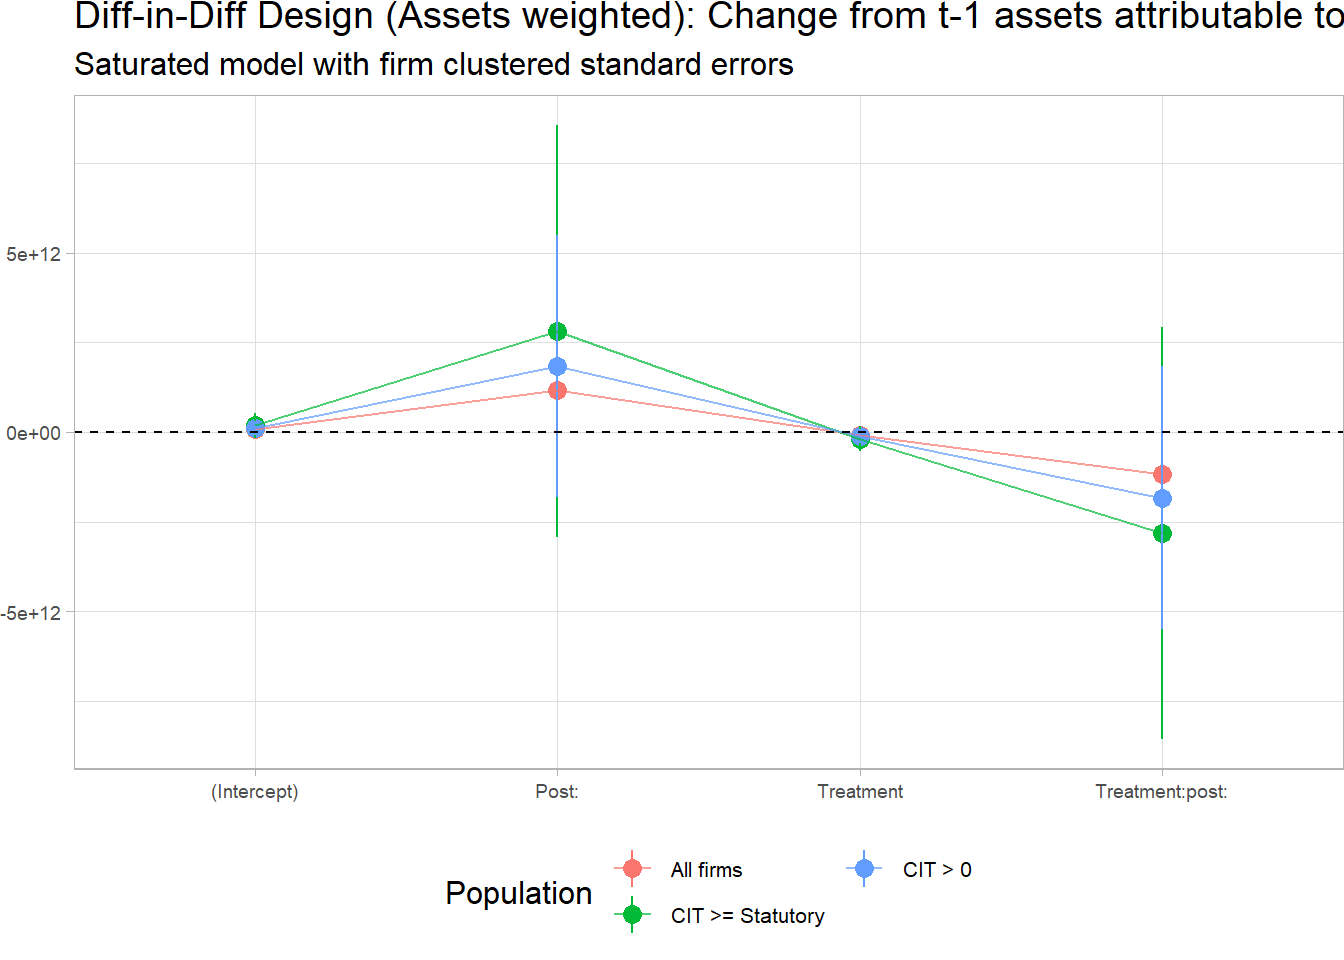 Diff-in-Diff Design (Assets weighted): Change from t-1 assets attributable to
Saturated model with firm clustered standard errors
5e+12
0e+00
-5e+12
(Intercept)
Post:
Treatment
Treatment:post:
Population
All firms
CIT > 0
CIT >= Statutory